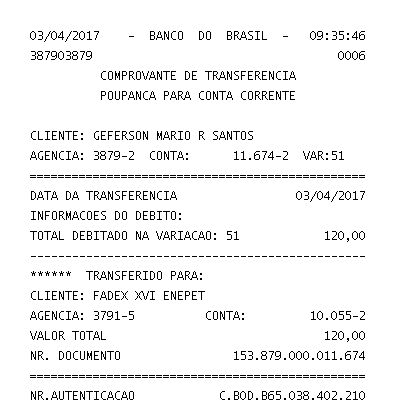 03/04/2017 - BANCO DO BRASIL - 09:35:46
387903879 0006
COMPROVANTE DE TRANSFERENCIA
POUPANCA PARA CONTA CORRENTE
CLIENTE: GEFERSON MARIO R SANTOS
AGENCIA: 3879-2 CONTA: 11.674-2 VAR:51
================================================
DATA DA TRANSFERENCIA 03/04/2017
INFORMACOES DO DEBITO:
TOTAL DEBITADO NA VARIACAO: 51 120,00
------------------------------------------------
****** TRANSFERIDO PARA:
CLIENTE: FADEX XVI ENEPET
AGENCIA: 3791-5 CONTA: 10.055-2
VALOR TOTAL 120,00
NR. DOCUMENTO 153.879.000.011.674
================================================
NR.AUTENTICACAO C.BOD.B65.038.402.210